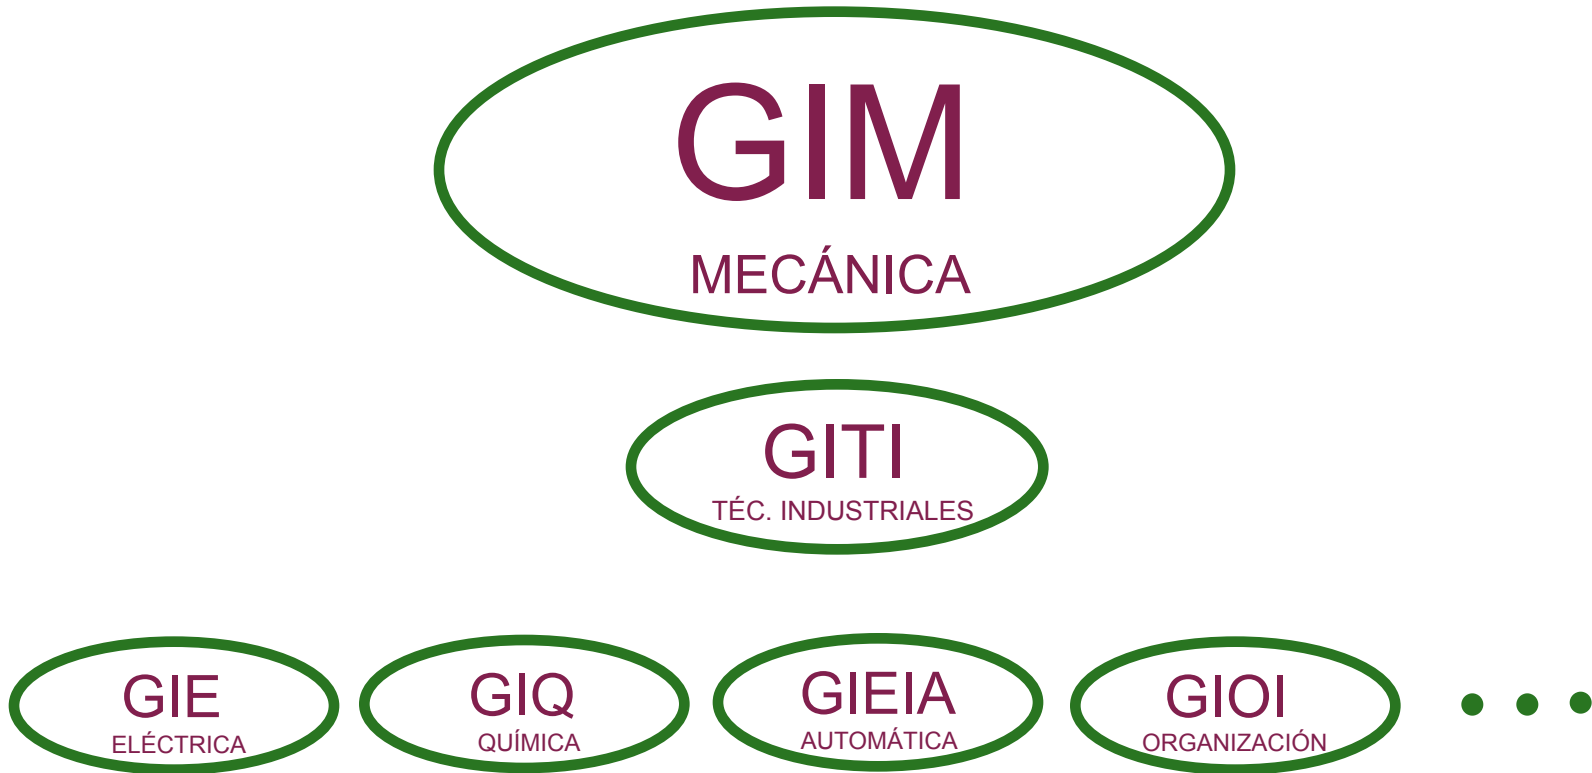 GIM
MECÁNICA
GITI
TÉC. INDUSTRIALES
GIE
ELÉCTRICA
GIQ
QUÍMICA
GIEIA
AUTOMÁTICA
GIOI
ORGANIZACIÓN